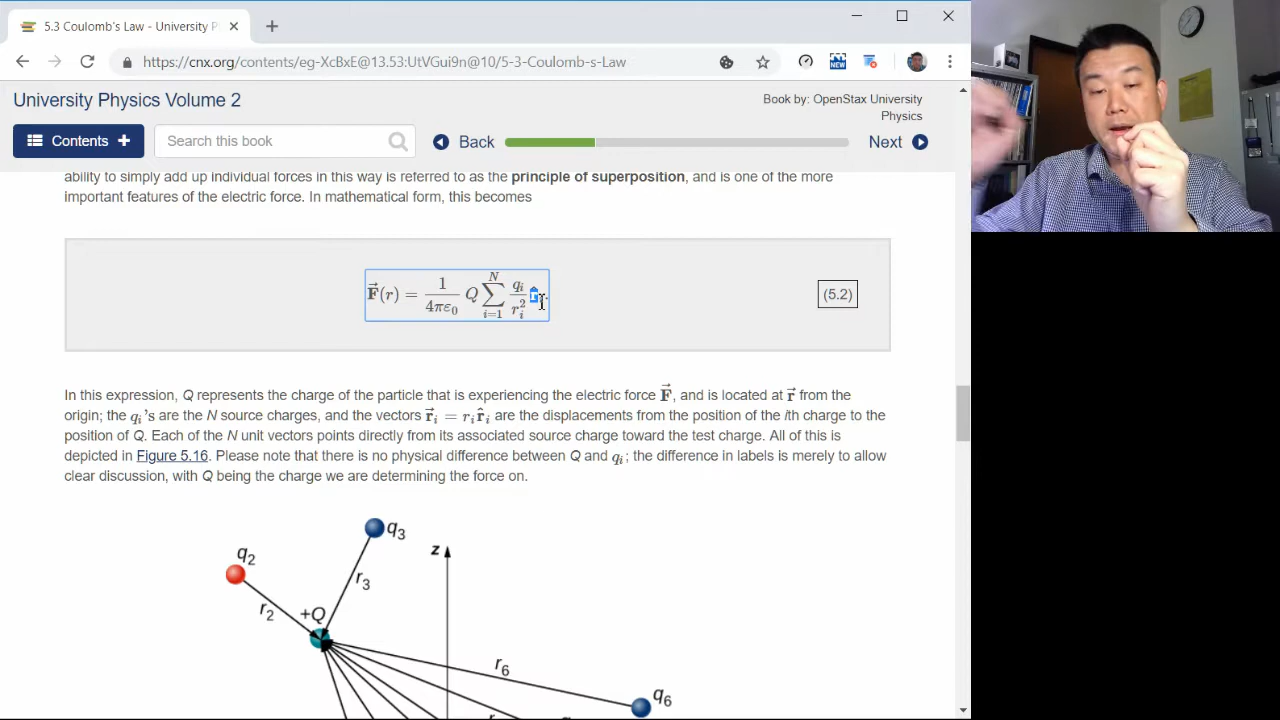 5.3 Coulomb's Law - University P
https://cnx.org/contents/eg-XcBxE@13.53:UtVGui9n@10/5-3-Coulomb-s-Law
NEW
University Physics Volume 2
Book by: OpenStax University
Physics
Contents +
Search this book
Back
Next
ability to simply add up individual forces in this way is referred to as the principle of superposition, and is one of the more
important features of the electric force. In mathematical form, this becomes
F⃗(r) = 1/(4πε₀) Q ∑_{i=1}^{N} q_i/r_i² r̂
(5.2)
In this expression, Q represents the charge of the particle that is experiencing the electric force F⃗, and is located at r⃗ from the
origin; the q_i's are the N source charges, and the vectors r⃗_i = r_i r̂_i are the displacements from the position of the ith charge to the
position of Q. Each of the N unit vectors points directly from its associated source charge toward the test charge. All of this is
depicted in Figure 5.16. Please note that there is no physical difference between Q and q_i; the difference in labels is merely to allow
clear discussion, with Q being the charge we are determining the force on.
q₃
z
q₂
r₃
r₂
+Q
r₆
q₆